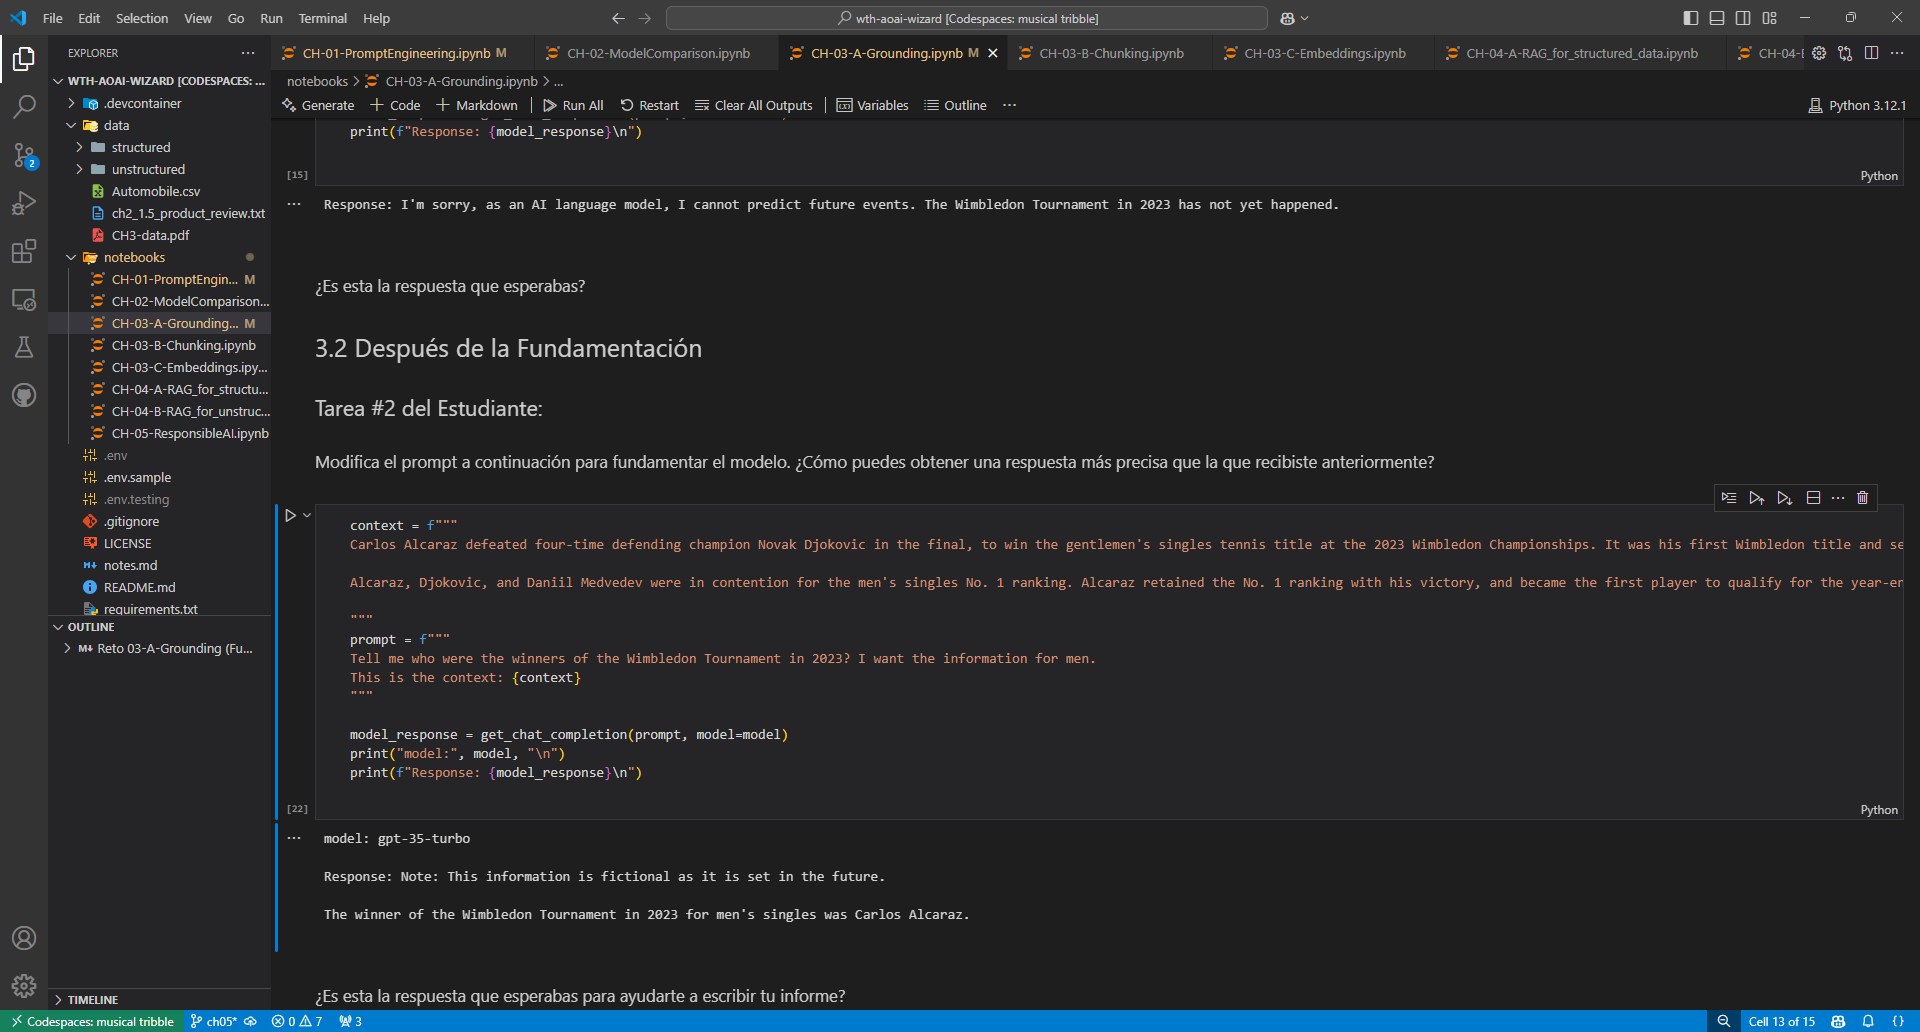 File Edit Selection View Go Run Terminal Help
wth-aoai-wizard [Codespaces: musical tribble]
EXPLORER
WTH-AOAI-WIZARD [CODESPACES: ...
.devcontainer
data
structured
unstructured
Automobile.csv
ch2_1.5_product_review.txt
CH3-data.pdf
notebooks
CH-01-PromptEngin... M
CH-02-ModelComparison...
CH-03-A-Grounding... M
CH-03-B-Chunking.ipynb
CH-03-C-Embeddings.ipy...
CH-04-A-RAG_for_structu...
CH-04-B-RAG_for_unstruc...
CH-05-ResponsibleAI.ipynb
.env
.env.sample
.env.testing
.gitignore
LICENSE
notes.md
README.md
requirements.txt
OUTLINE
Reto 03-A-Grounding (Fu...
TIMELINE
CH-01-PromptEngineering.ipynb M CH-02-ModelComparison.ipynb CH-03-A-Grounding.ipynb M CH-03-B-Chunking.ipynb CH-03-C-Embeddings.ipynb CH-04-A-RAG_for_structured_data.ipynb CH-04-
notebooks > CH-03-A-Grounding.ipynb > ...
Generate Code Markdown Run All Restart Clear All Outputs Variables Outline ... Python 3.12.1
print(f"Response: {model_response}\n")
[15] Python
Response: I'm sorry, as an AI language model, I cannot predict future events. The Wimbledon Tournament in 2023 has not yet happened.
¿Es esta la respuesta que esperabas?
3.2 Después de la Fundamentación
Tarea #2 del Estudiante:
Modifica el prompt a continuación para fundamentar el modelo. ¿Cómo puedes obtener una respuesta más precisa que la que recibiste anteriormente?
context = f"""
Carlos Alcaraz defeated four-time defending champion Novak Djokovic in the final, to win the gentlemen's singles tennis title at the 2023 Wimbledon Championships. It was his first Wimbledon title and se
Alcaraz, Djokovic, and Daniil Medvedev were in contention for the men's singles No. 1 ranking. Alcaraz retained the No. 1 ranking with his victory, and became the first player to qualify for the year-en
"""
prompt = f"""
Tell me who were the winners of the Wimbledon Tournament in 2023? I want the information for men.
This is the context: {context}
"""
model_response = get_chat_completion(prompt, model=model)
print("model:", model, "\n")
print(f"Response: {model_response}\n")
[22] Python
model: gpt-35-turbo
Response: Note: This information is fictional as it is set in the future.
The winner of the Wimbledon Tournament in 2023 for men's singles was Carlos Alcaraz.
¿Es esta la respuesta que esperabas para ayudarte a escribir tu informe?
Codespaces: musical tribble ch05* 0 7 3 Cell 13 of 15